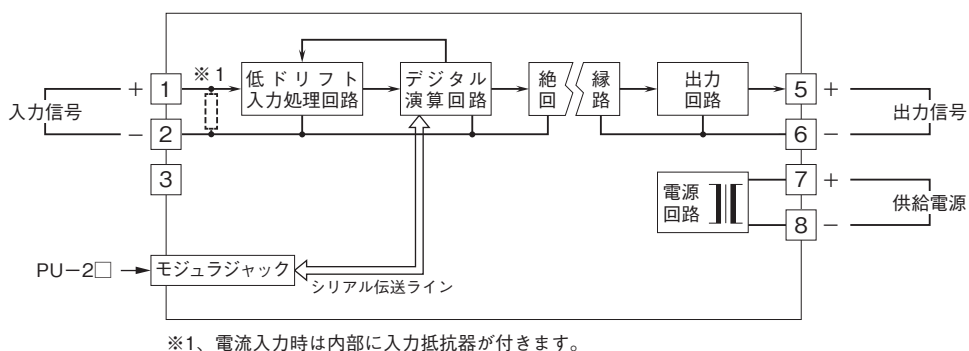 ※1
低ドリフト
入力処理回路
デジタル
演算回路
絶 縁
回 路
出力
回路
+ 1
入力信号
− 2
3
5 +
出力信号
6 −
電源
回路
7 +
供給電源
8 −
PU−2□
モジュラジャック
シリアル伝送ライン
※1、電流入力時は内部に入力抵抗器が付きます。